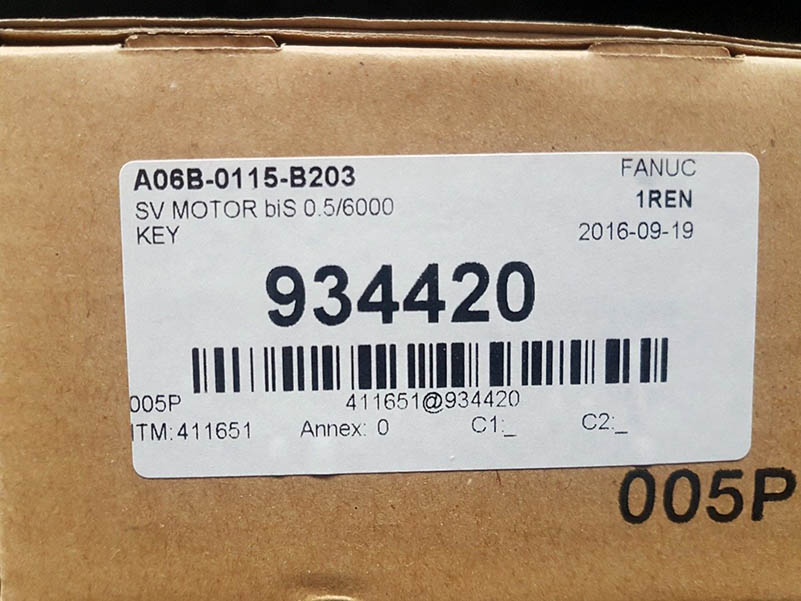 A06B-0115-B203
SV MOTOR biS 0.5/6000
KEY
FANUC
1REN
2016-09-19
934420
411651@934420
005P
ITM:411651 Annex: 0 C1:_ C2:_
005P